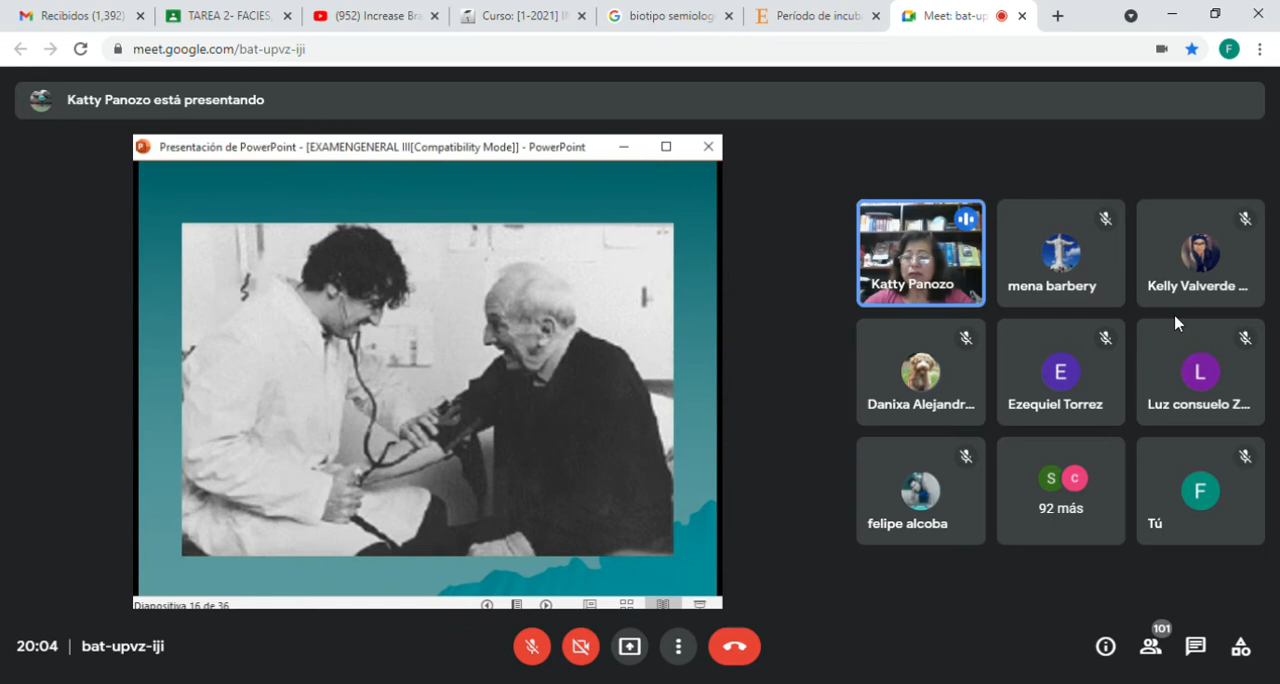 Recibidos (1,392)
TAREA 2- FACIES,
(952) Increase Bra
Curso: [1-2021] II
biotipo semiolog
Período de incub
Meet: bat-up
meet.google.com/bat-upvz-iji
F
Katty Panozo está presentando
Presentación de PowerPoint - [EXAMENGENERAL III[Compatibility Mode]] - PowerPoint
Katty Panozo
mena barbery
Kelly Valverde ...
Danixa Alejandr...
E
Ezequiel Torrez
L
Luz consuelo Z...
felipe alcoba
S
C
92 más
F
Tú
Diapositiva 16 de 36
20:04 | bat-upvz-iji
101